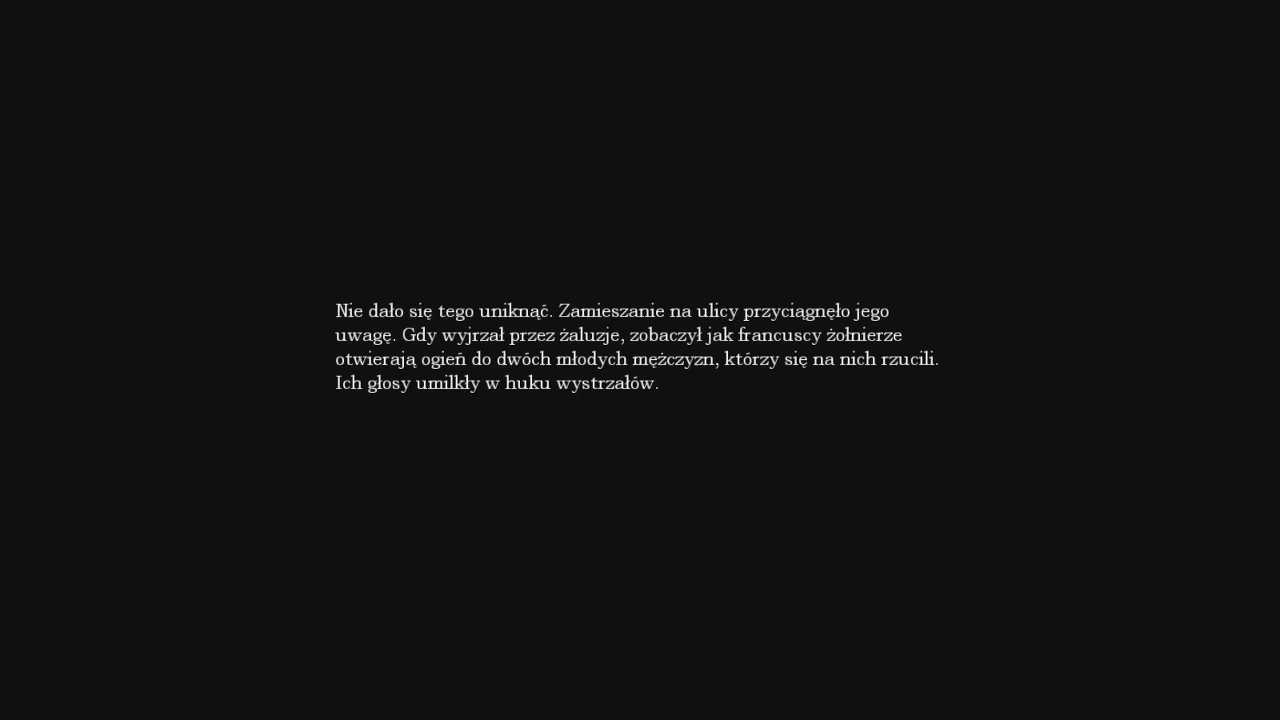 Nie dało się tego uniknąć. Zamieszanie na ulicy przyciągnęło jego
uwagę. Gdy wyjrzał przez żaluzje, zobaczył jak francuscy żołnierze
otwierają ogień do dwóch młodych mężczyzn, którzy się na nich rzucili.
Ich głosy umilkły w huku wystrzałów.